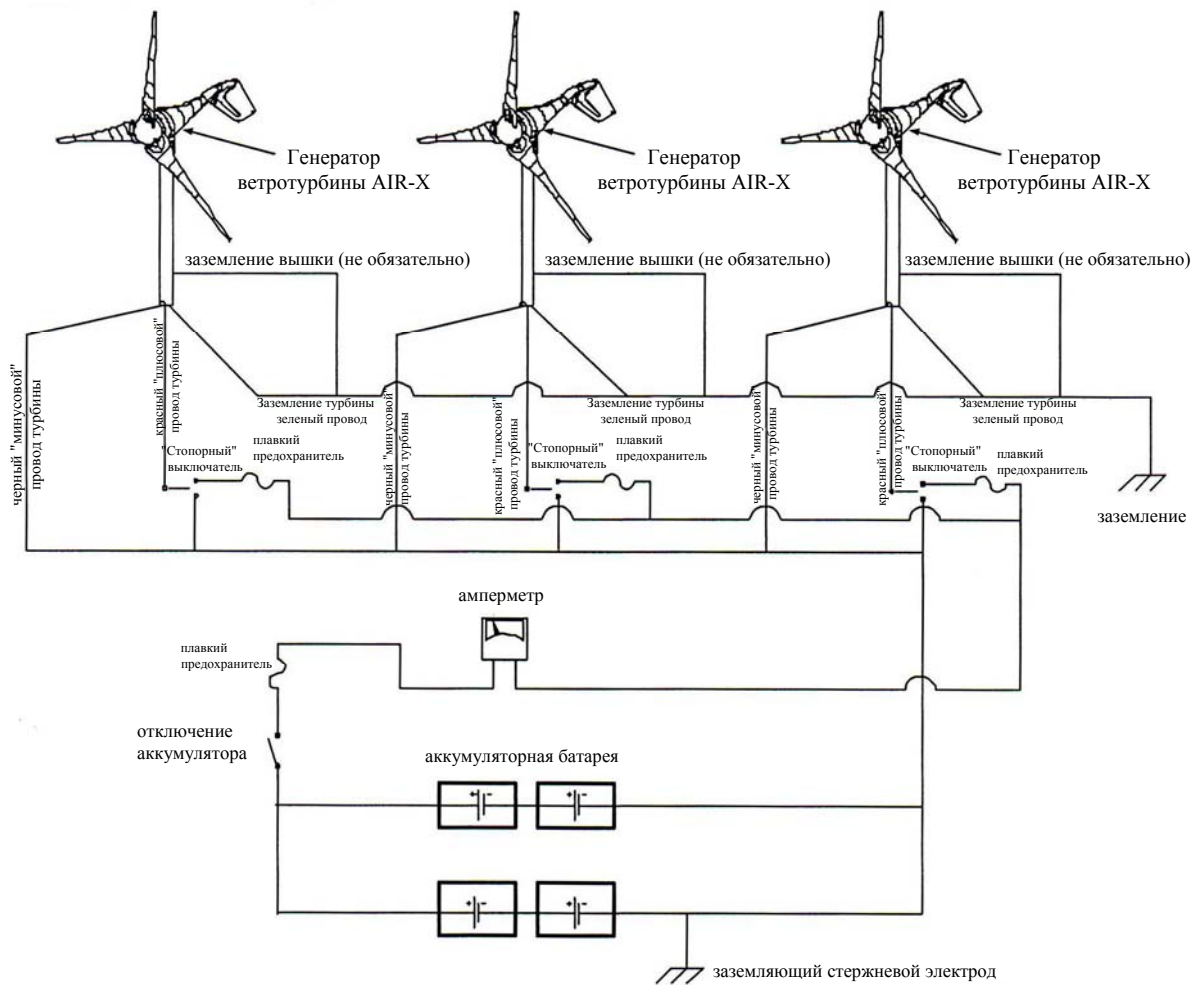 Генератор
ветротурбины AIR-X
Генератор
ветротурбины AIR-X
Генератор
ветротурбины AIR-X
заземление вышки (не обязательно)
заземление вышки (не обязательно)
заземление вышки (не обязательно)
черный "минусовой"
провод турбины
красный "плюсовой"
провод турбины
Заземление турбины
зеленый провод
"Стопорный"
выключатель
плавкий
предохранитель
черный "минусовой"
провод турбины
красный "плюсовой"
провод турбины
Заземление турбины
зеленый провод
"Стопорный"
выключатель
плавкий
предохранитель
черный "минусовой"
провод турбины
красный "плюсовой"
провод турбины
Заземление турбины
зеленый провод
"Стопорный"
выключатель
плавкий
предохранитель
заземление
амперметр
плавкий
предохранитель
отключение
аккумулятора
аккумуляторная батарея
+ -
+ -
+ -
+ -
заземляющий стержневой электрод